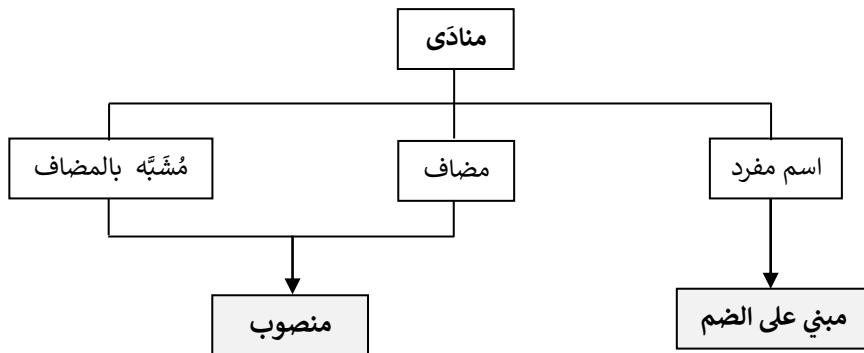 منادَى
اسم مفرد
مضاف
مُشَبَّه بالمضاف
مبني على الضم
منصوب